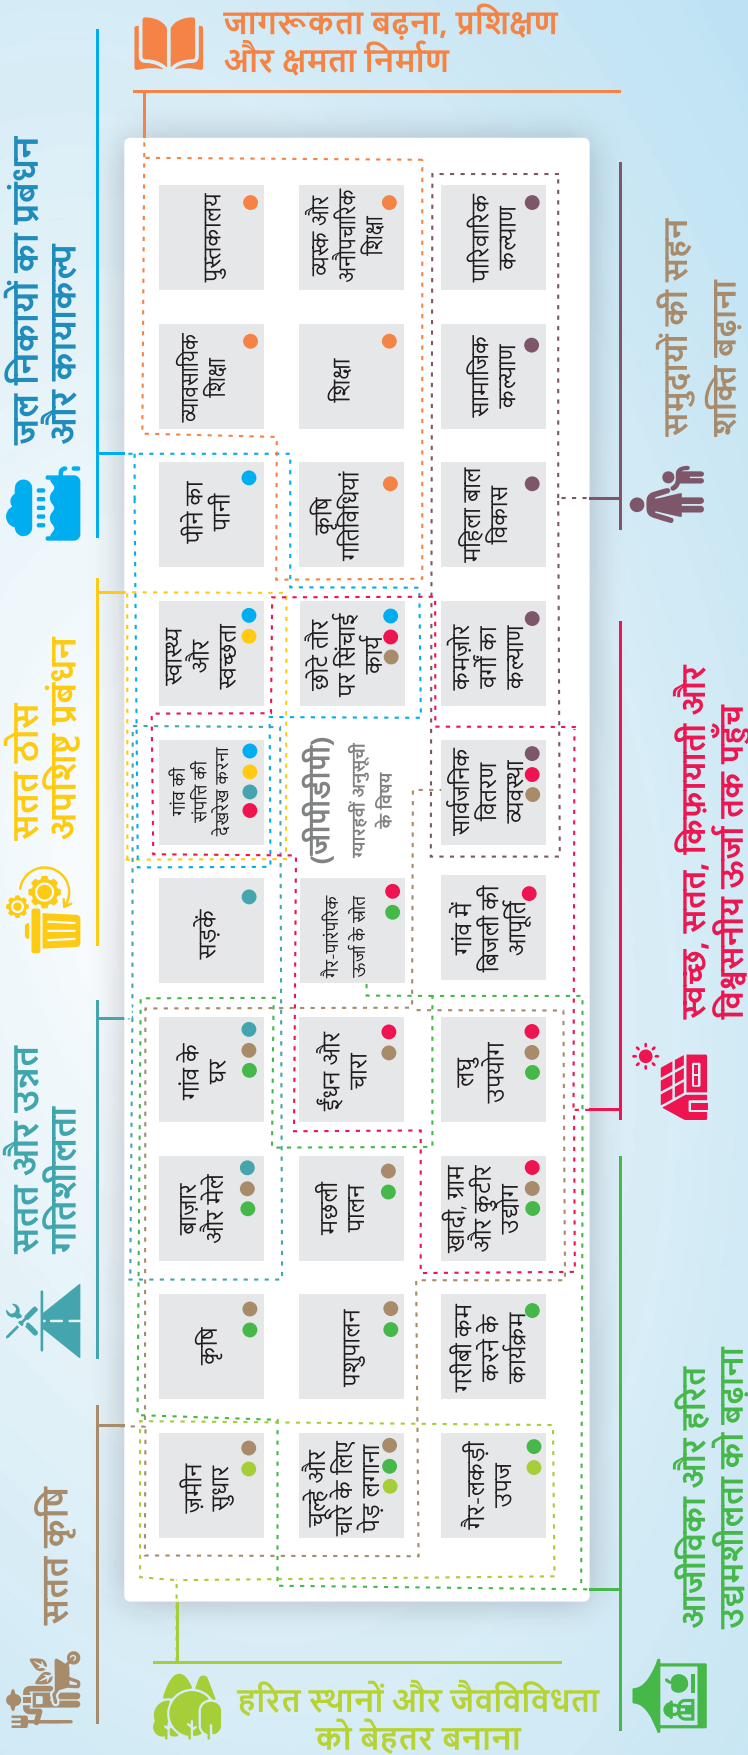 जागरूकता बढ़ना, प्रशिक्षण
और क्षमता निर्माण
जल निकायों का प्रबंधन
और कायाकल्प
सतत ठोस
अपशिष्ट प्रबंधन
सतत और उन्नत
गतिशीलता
सतत कृषि
पुस्तकालय
व्यावसायिक
शिक्षा
पीने का
पानी
स्वास्थ्य
और
स्वच्छता
गांव की
संपत्ति की
देखरेख करना
सड़कें
गांव के
घर
बाज़ार
और मेले
कृषि
ज़मीन
सुधार
व्यस्क और
अनौपचारिक
शिक्षा
शिक्षा
कृषि
गतिविधियां
छोटे तौर
पर सिंचाई
कार्य
(जीपीडीपी)
ग्यारहवीं अनुसूची
के विषय
गैर-पारंपरिक
ऊर्जा के स्रोत
ईंधन और
चारा
मछली
पालन
पशुपालन
चूल्हे और
चारे के लिए
पेड़ लगाना
पारिवारिक
कल्याण
सामाजिक
कल्याण
महिला बाल
विकास
कमज़ोर
वर्गों का
कल्याण
सार्वजनिक
वितरण
व्यवस्था
गांव में
बिजली की
आपूर्ति
लघु
उपयोग
खादी, ग्राम
और कुटीर
उद्योग
गरीबी कम
करने के
कार्यक्रम
गैर-लकड़ी
उपज
समुदायों की सहन
शक्ति बढ़ाना
स्वच्छ, सतत, किफ़ायाती और
विश्वसनीय ऊर्जा तक पहुँच
आजीविका और हरित
उद्यमशीलता को बढ़ाना
हरित स्थानों और जैवविविधता
को बेहतर बनाना